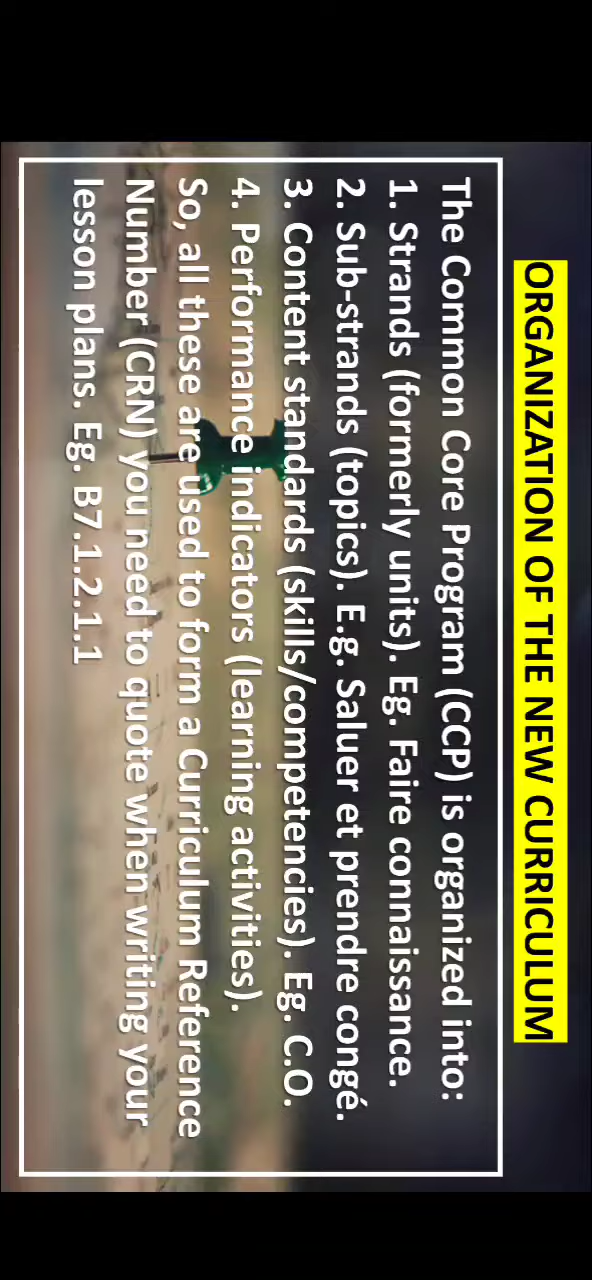 ORGANIZATION OF THE NEW CURRICULUM
The Common Core Program (CCP) is organized into:
1. Strands (formerly units). Eg. Faire connaissance.
2. Sub-strands (topics). E.g. Saluer et prendre congé.
3. Content standards (skills/competencies). Eg. C.O.
4. Performance indicators (learning activities).
So, all these are used to form a Curriculum Reference
Number (CRN) you need to quote when writing your
lesson plans. Eg. B7.1.2.1.1